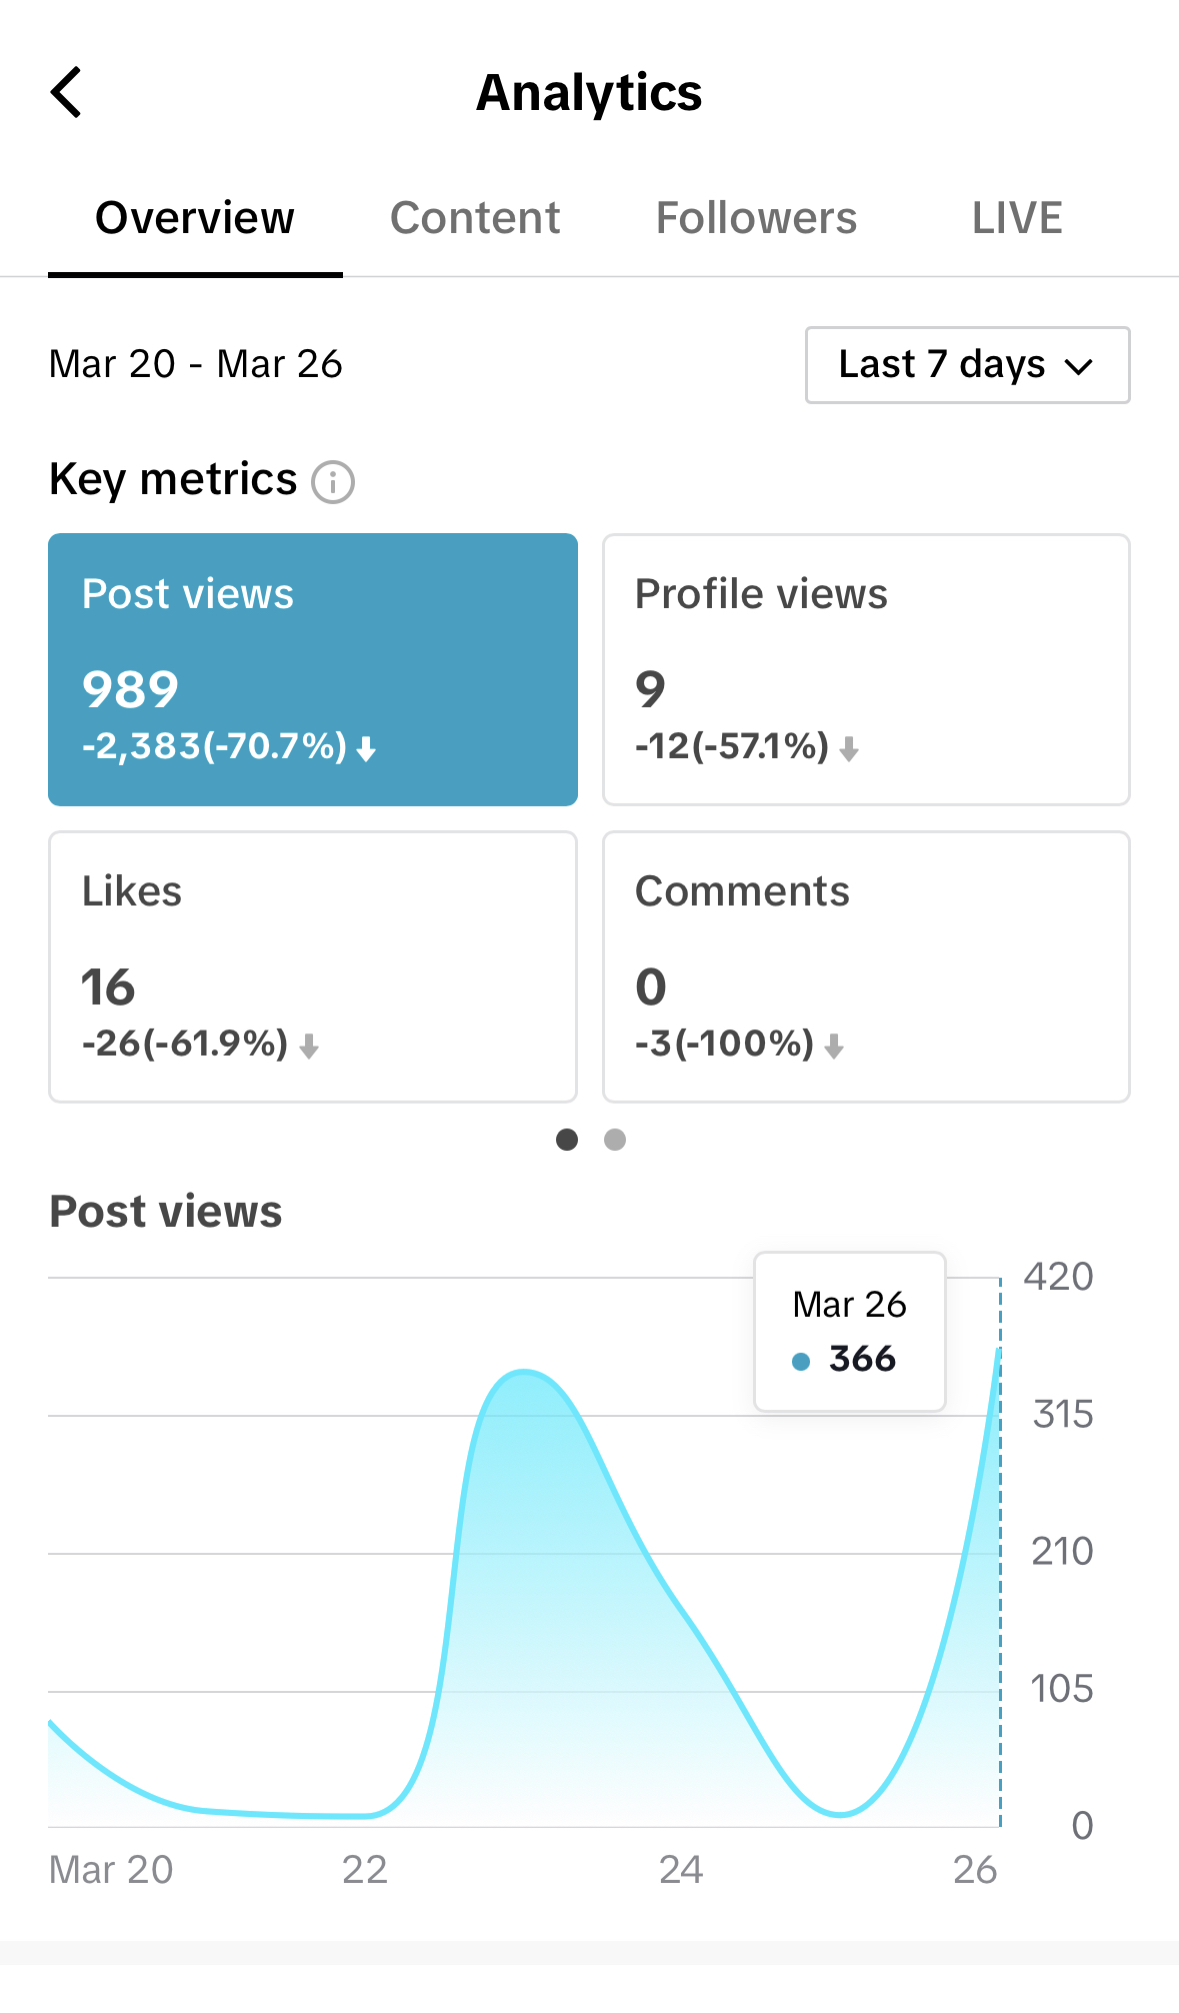 Analytics
Overview Content Followers LIVE
Mar 20 - Mar 26 Last 7 days
Key metrics
Post views
989
-2,383(-70.7%)
Profile views
9
-12(-57.1%)
Likes
16
-26(-61.9%)
Comments
0
-3(-100%)
Post views
Mar 26
366
420
315
210
105
0
Mar 20 22 24 26